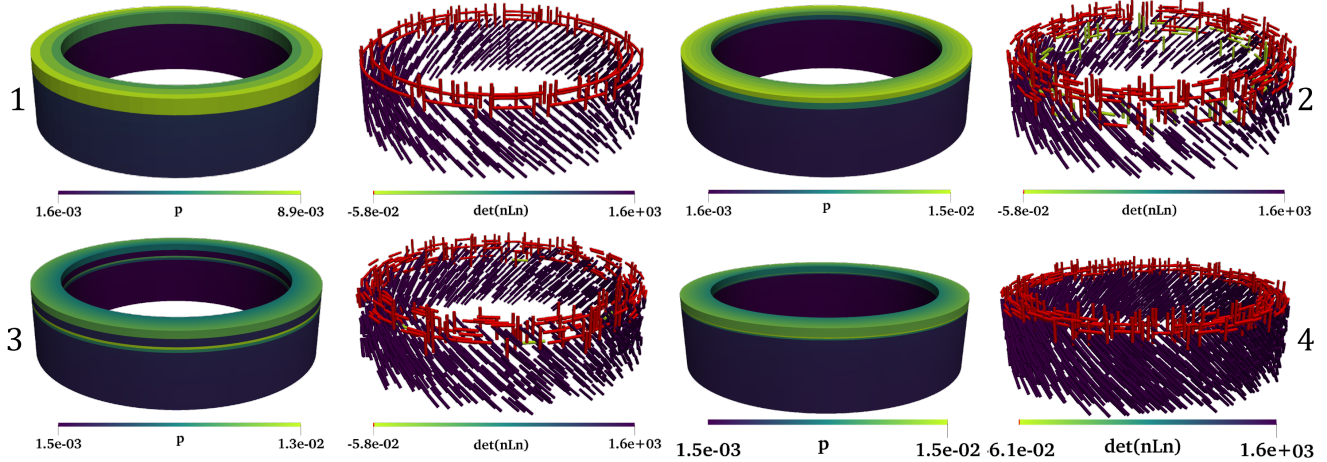 1
2
1.6e-03 p 8.9e-03
-5.8e-02 det(nLn) 1.6e+03
1.6e-03 p 1.5e-02
-5.8e-02 det(nLn) 1.6e+03
3
4
1.5e-03 p 1.3e-02
-5.8e-02 det(nLn) 1.6e+03
1.5e-03 p 1.5e-02
-6.1e-02 det(nLn) 1.6e+03